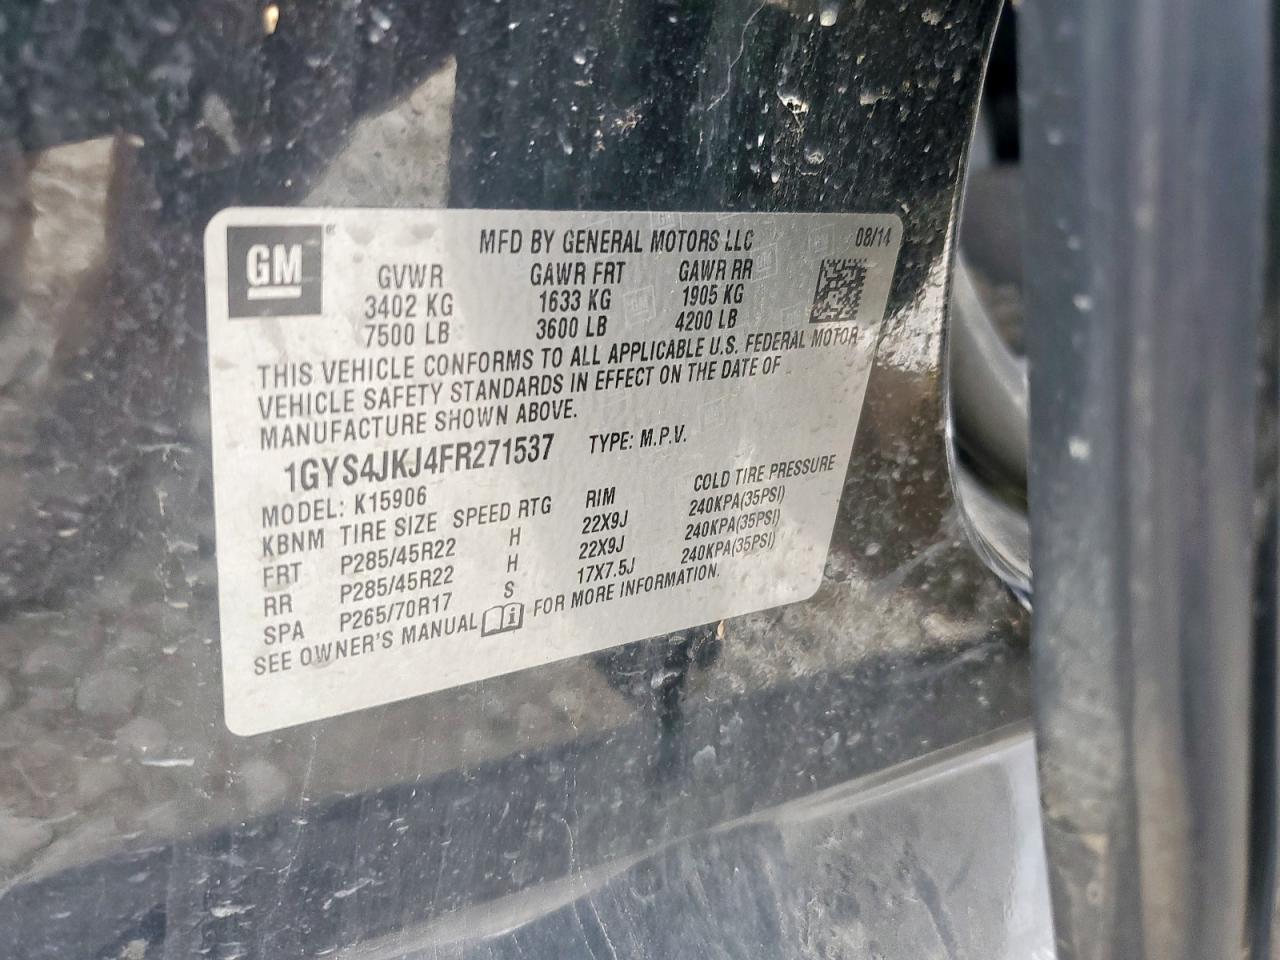 GM
MFD BY GENERAL MOTORS LLC 08/14
GVWR GAWR FRT GAWR RR
3402 KG 1633 KG 1905 KG
7500 LB 3600 LB 4200 LB
THIS VEHICLE CONFORMS TO ALL APPLICABLE U.S. FEDERAL MOTOR
VEHICLE SAFETY STANDARDS IN EFFECT ON THE DATE OF
MANUFACTURE SHOWN ABOVE.
1GYS4JKJ4FR271537 TYPE: M.P.V.
MODEL: K15906
KBNM TIRE SIZE SPEED RTG RIM COLD TIRE PRESSURE
FRT P285/45R22 H 22X9J 240KPA(35PSI)
RR P285/45R22 H 22X9J 240KPA(35PSI)
SPA P265/70R17 S 17X7.5J 240KPA(35PSI)
SEE OWNER'S MANUAL i FOR MORE INFORMATION.